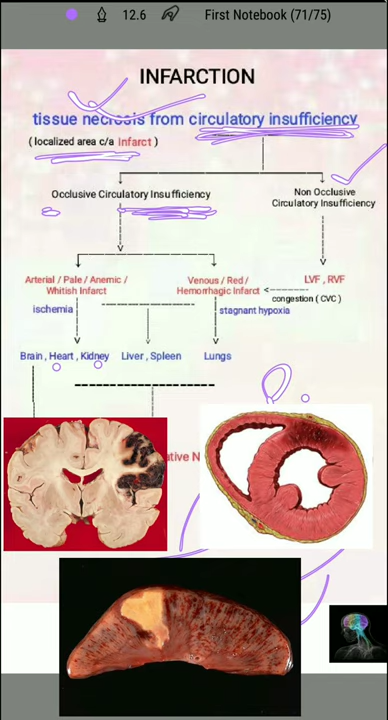 12.6 First Notebook (71/75)
INFARCTION
tissue necrosis from circulatory insufficiency
( localized area c/a Infarct )
Occlusive Circulatory Insufficiency
Non Occlusive
Circulatory Insufficiency
Arterial / Pale / Anemic /
Whitish Infarct
Venous / Red /
Hemorrhagic Infarct
LVF , RVF
congestion ( CVC )
ischemia
stagnant hypoxia
Brain , Heart , Kidney
Liver , Spleen
Lungs
ative N